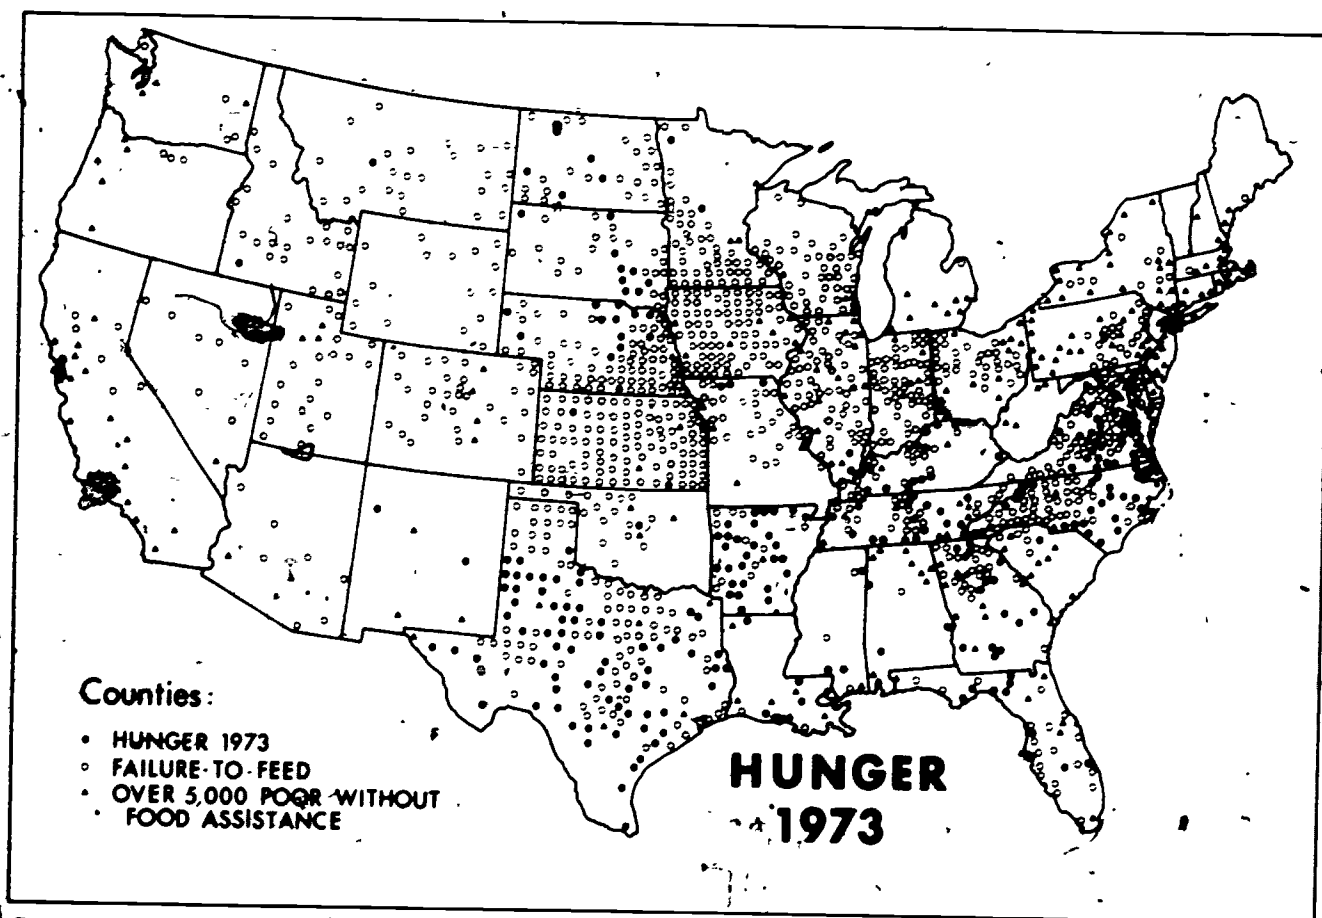 Counties:
• HUNGER 1973
○ FAILURE-TO-FEED
▲ OVER 5,000 POOR WITHOUT
FOOD ASSISTANCE
HUNGER
1973